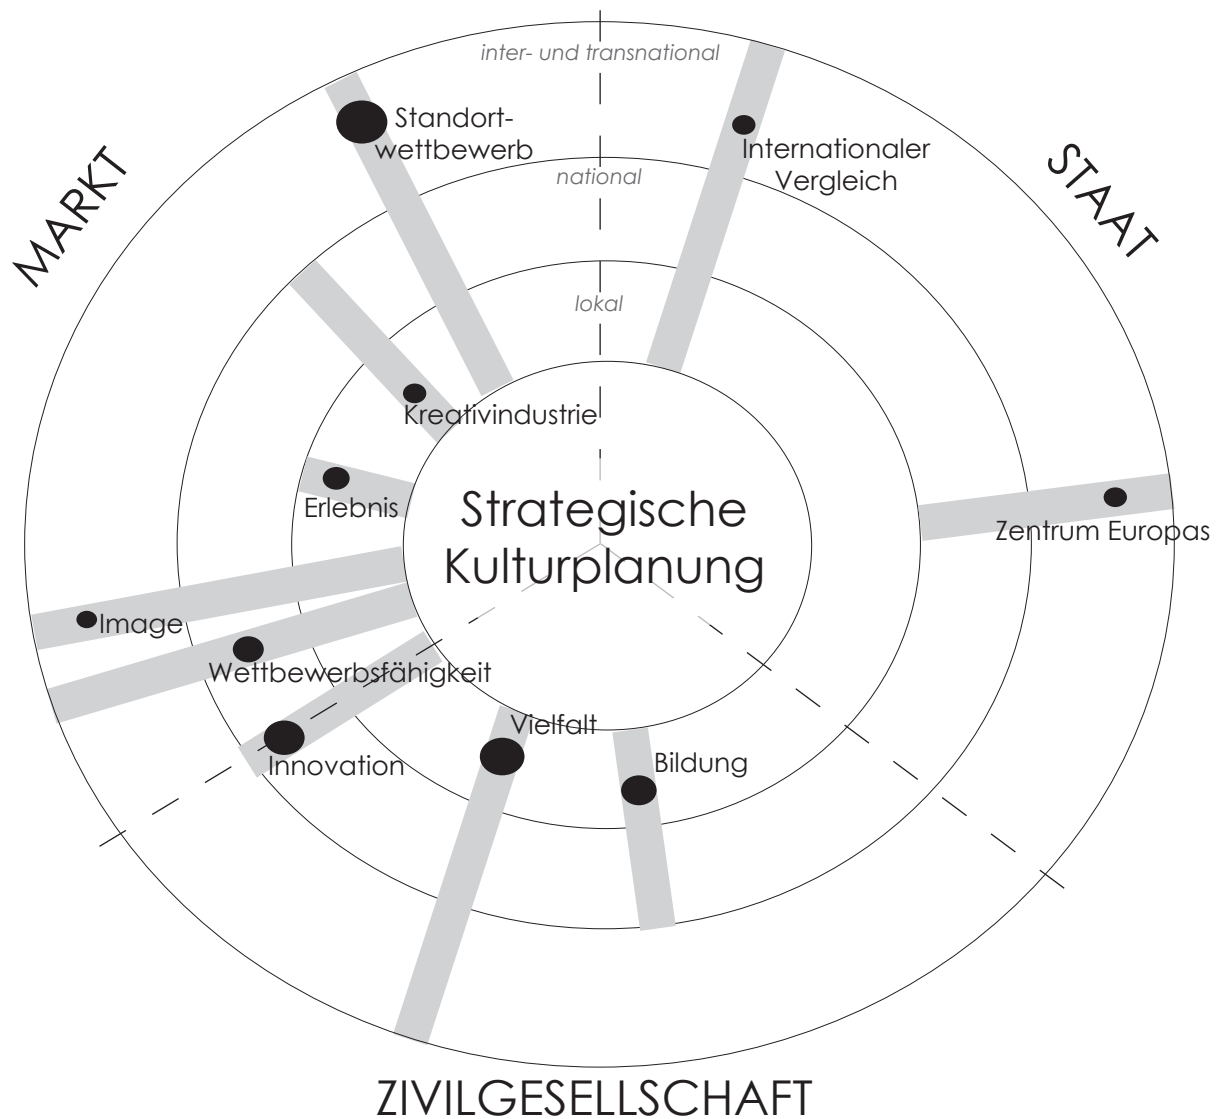 inter- und transnational
Standort-
wettbewerb
Internationaler
Vergleich
MARKT
STAAT
national
lokal
Kreativindustrie
Erlebnis
Strategische
Kulturplanung
Zentrum Europas
Image
Wettbewerbsfähigkeit
Vielfalt
Innovation
Bildung
ZIVILGESELLSCHAFT